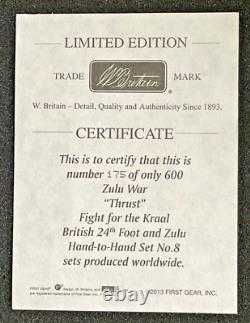 LIMITED EDITION
TRADE W. Britain MARK
®
W. Britain – Detail, Quality and Authenticity Since 1893.
CERTIFICATE
This is to certify that this is
number 175 of only 600
Zulu War
"Thrust"
Fight for the Kraal
British 24th Foot and Zulu
Hand-to-Hand Set No.8
sets produced worldwide.
©2013 FIRST GEAR, INC.